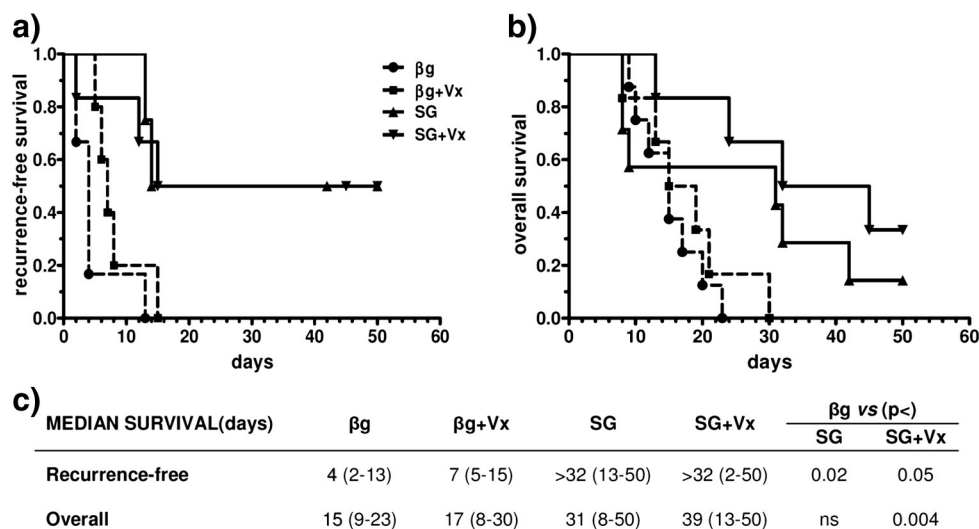 a)
recurrence-free survival
1.0
0.8
0.6
0.4
0.2
0.0
0 10 20 30 40 50 60
days
βg
βg+Vx
SG
SG+Vx
b)
overall survival
1.0
0.8
0.6
0.4
0.2
0.0
0 10 20 30 40 50 60
days
c)
βg vs (p<)
MEDIAN SURVIVAL(days) βg βg+Vx SG SG+Vx SG SG+Vx
Recurrence-free 4 (2-13) 7 (5-15) >32 (13-50) >32 (2-50) 0.02 0.05
Overall 15 (9-23) 17 (8-30) 31 (8-50) 39 (13-50) ns 0.004